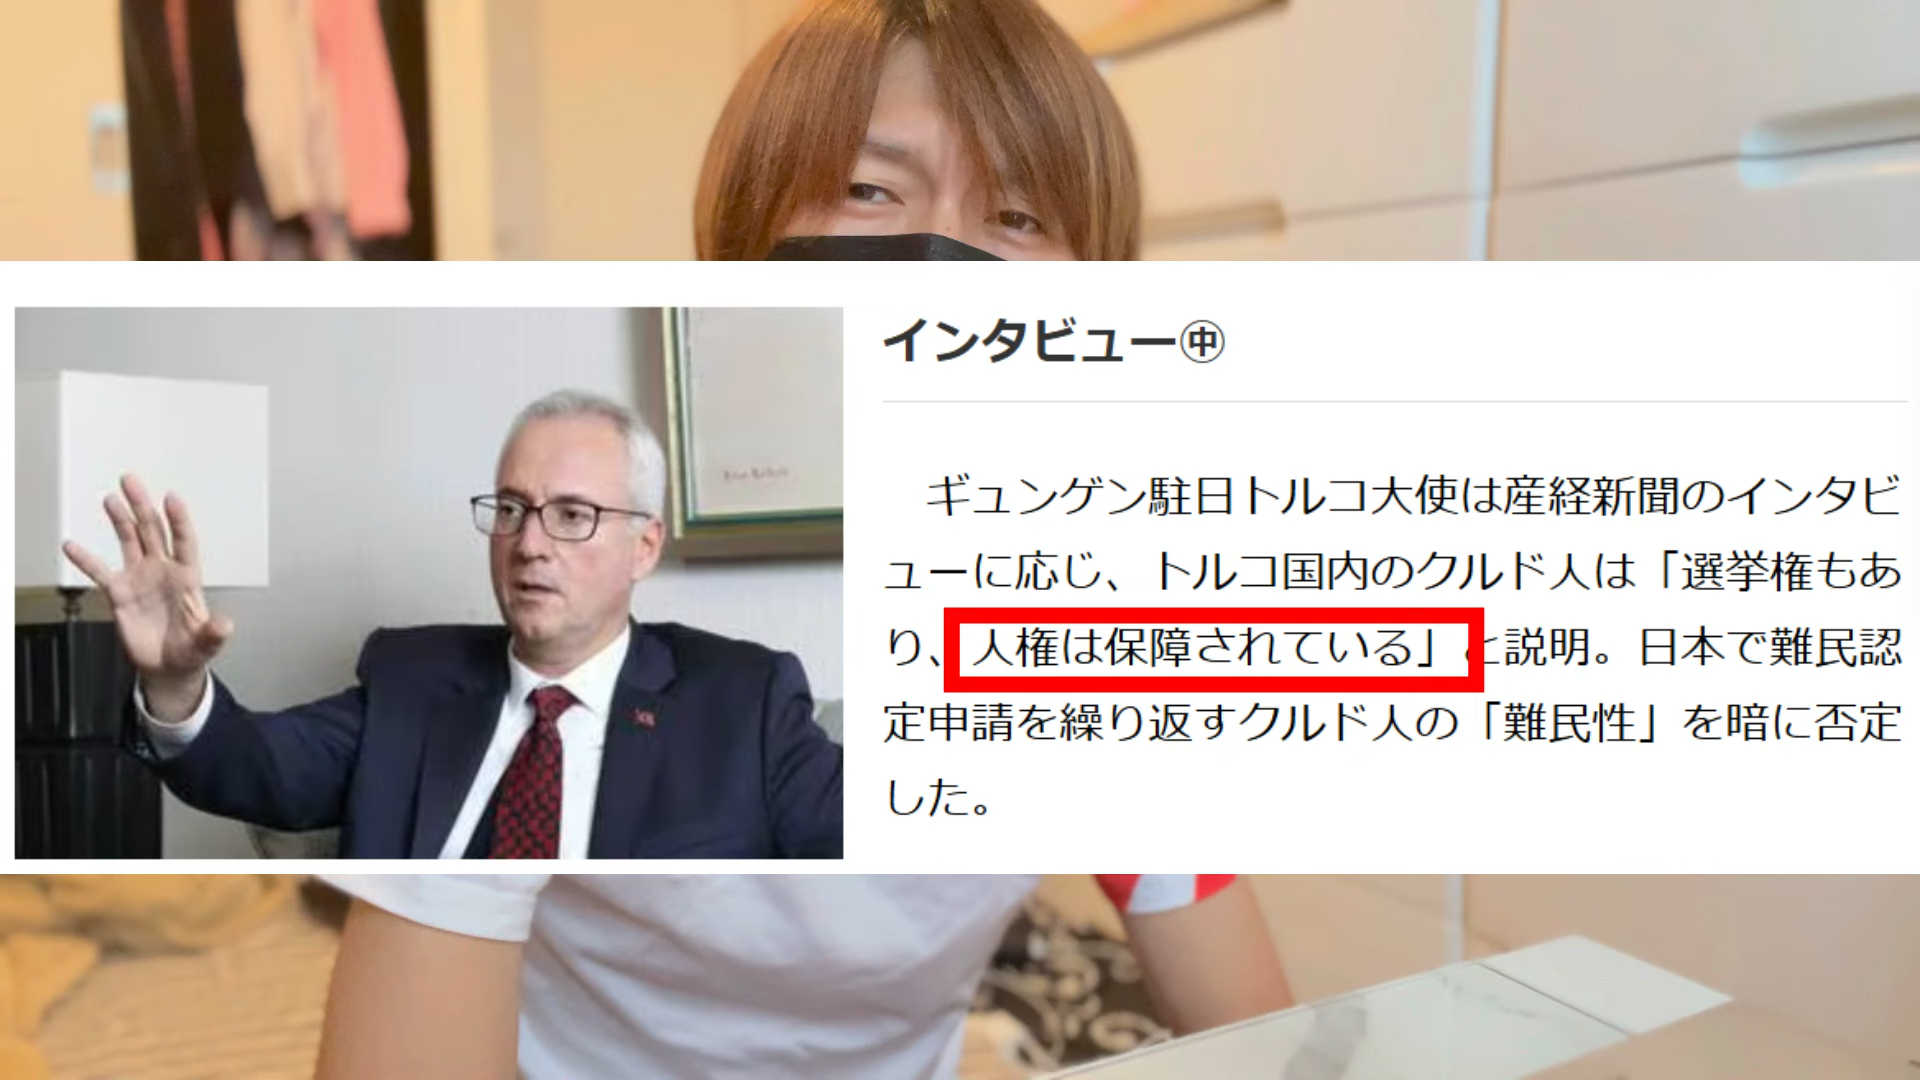 インタビュー㊥
ギュンゲン駐日トルコ大使は産経新聞のインタビ
ューに応じ、トルコ国内のクルド人は「選挙権もあ
り、人権は保障されている」と説明。日本で難民認
定申請を繰り返すクルド人の「難民性」を暗に否定
した。